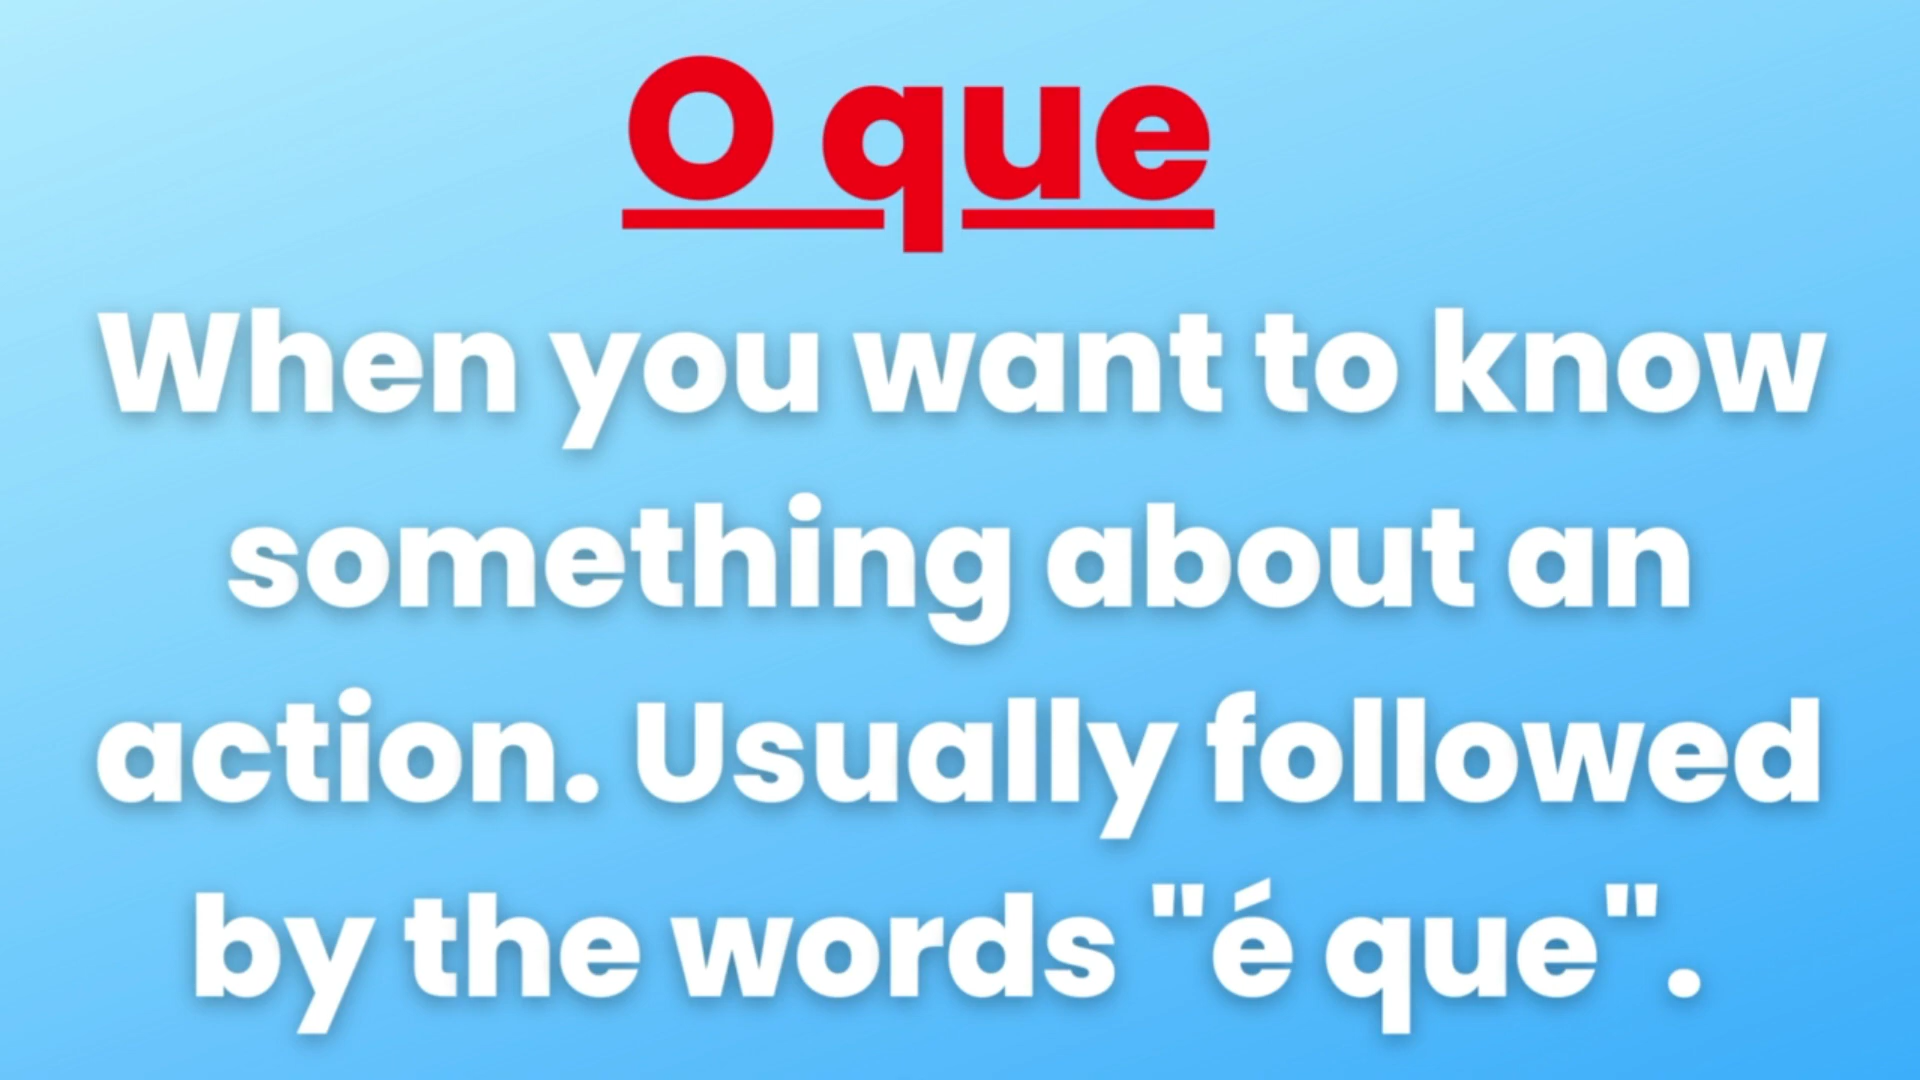 O que
When you want to know
something about an
action. Usually followed
by the words "é que".